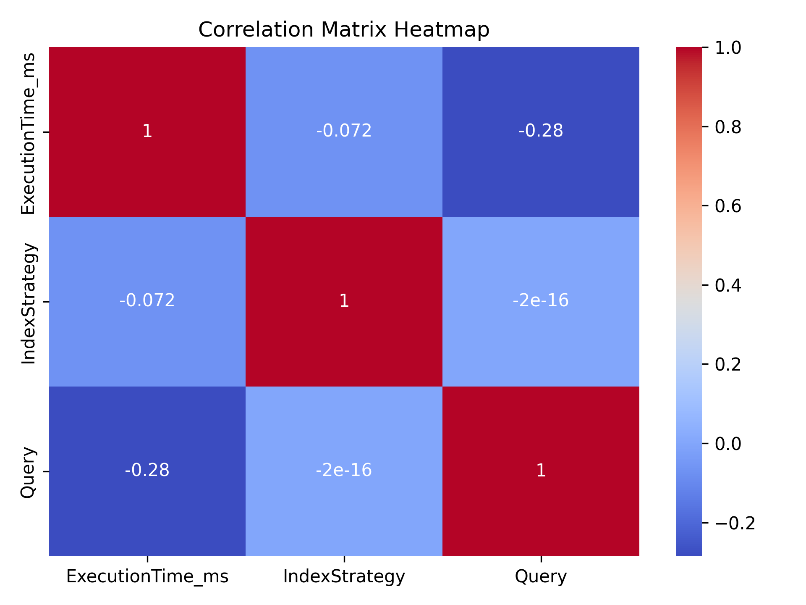 Correlation Matrix Heatmap
ExecutionTime_ms
1
-0.072
-0.28
IndexStrategy
-0.072
1
-2e-16
Query
-0.28
-2e-16
1
ExecutionTime_ms
IndexStrategy
Query
1.0
0.8
0.6
0.4
0.2
0.0
−0.2